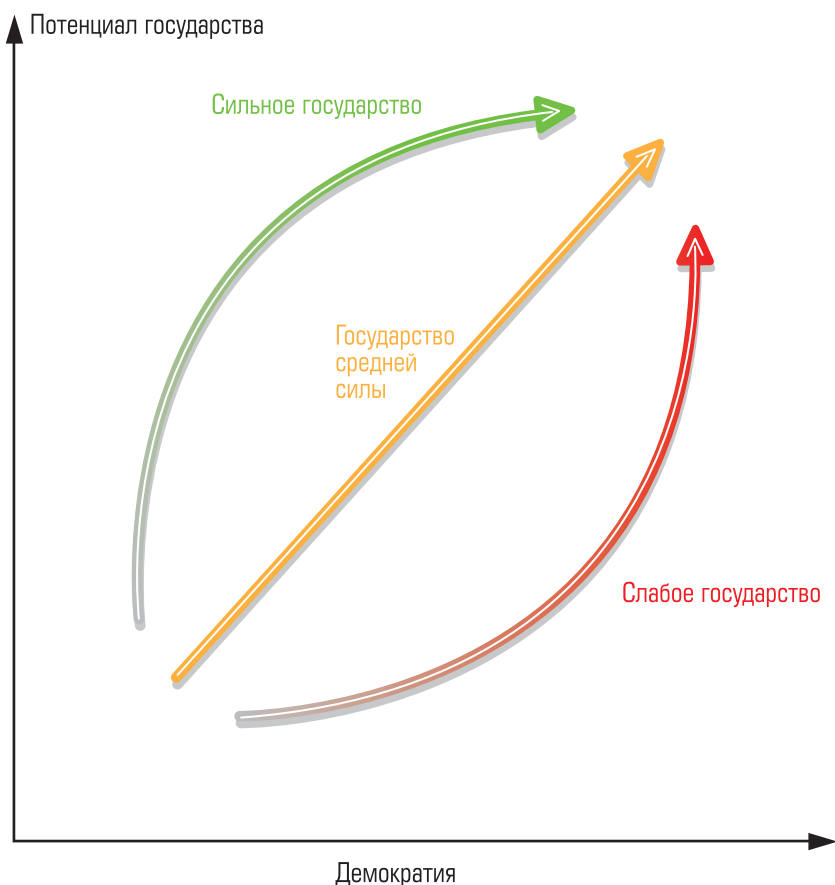 Потенциал государства
Сильное государство
Государство
средней
силы
Слабое государство
Демократия